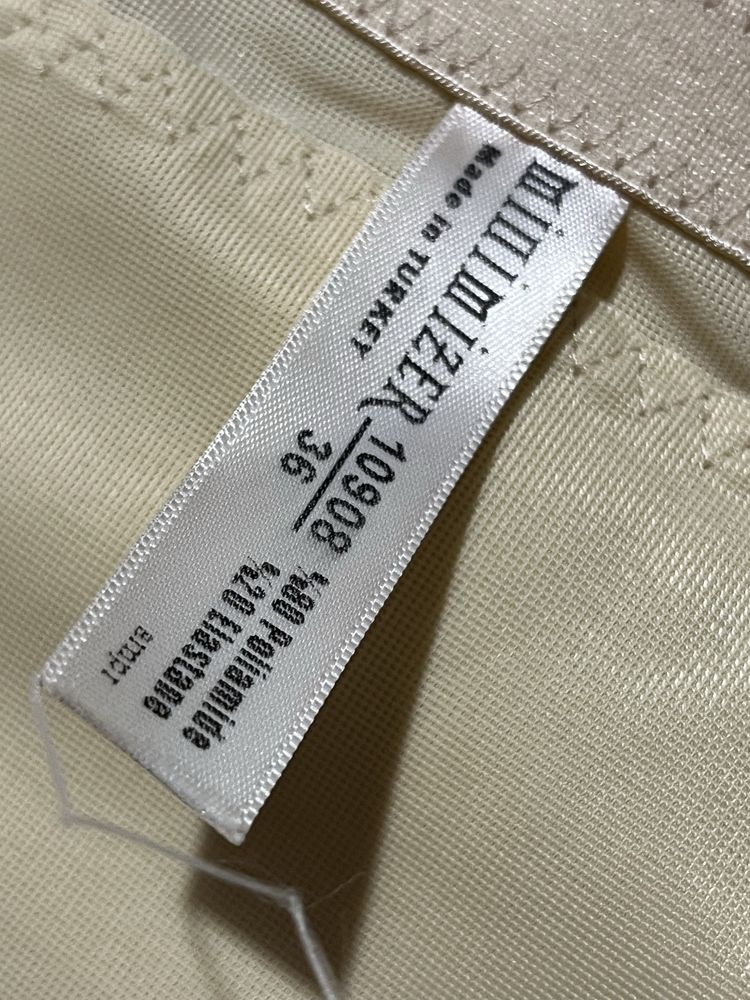 MINIMIZER
Made in TURKEY
10908
36
%80 Poliamide
%20 Elastane